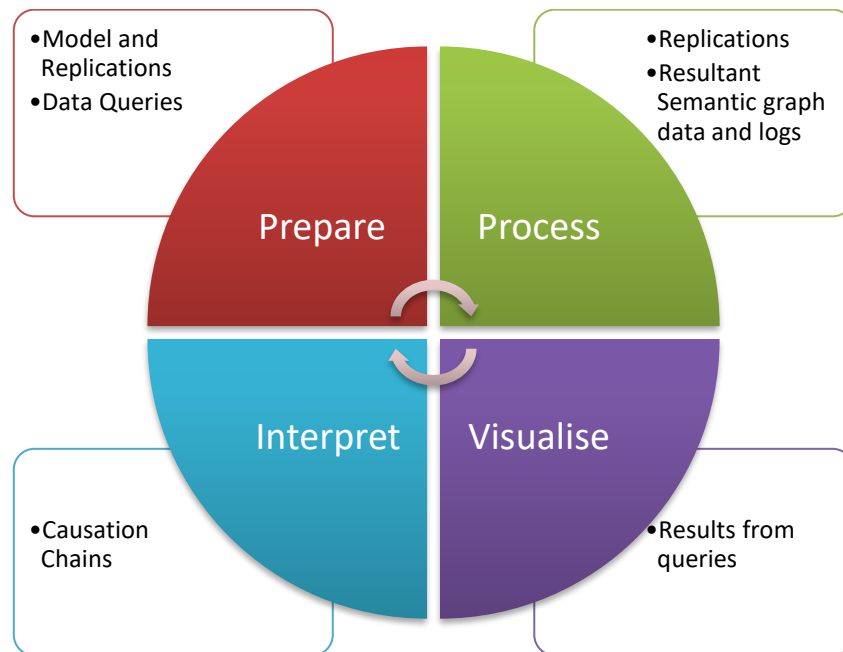 •Model and
Replications
•Data Queries
•Replications
•Resultant
Semantic graph
data and logs
Prepare
Process
Interpret
Visualise
•Causation
Chains
•Results from
queries